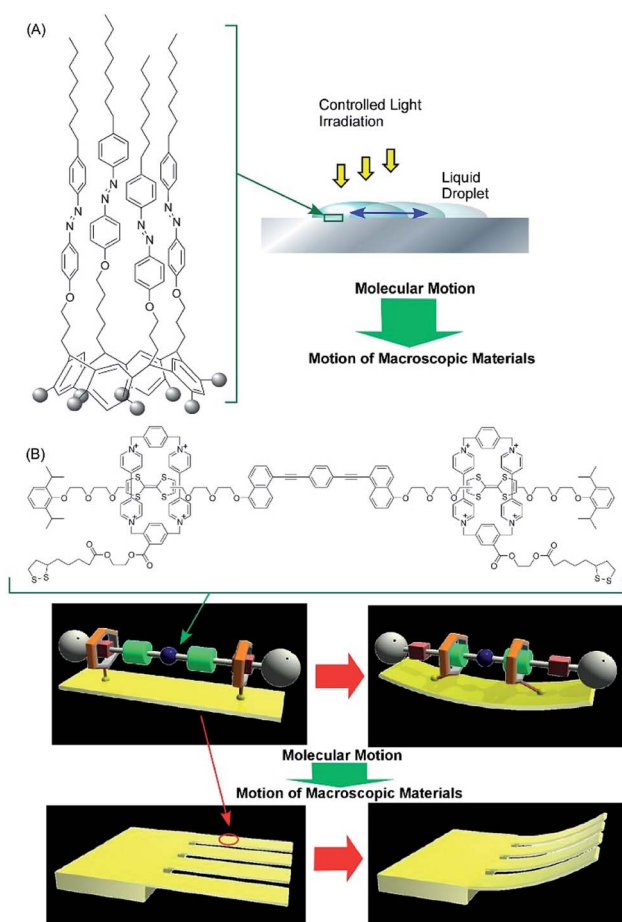 (A)
Controlled Light
Irradiation
Liquid
Droplet
Molecular Motion
Motion of Macroscopic Materials
N
N
N
N
N
N
N
N
O
O
O
O
(B)
N+
N+
N+
N+
S
S
S
S
S
S
S
S
O
O
O
O
O
O
O
O
N+
N+
N+
N+
O
O
O
O
O
O
O
O
S-S
S-S
Molecular Motion
Motion of Macroscopic Materials